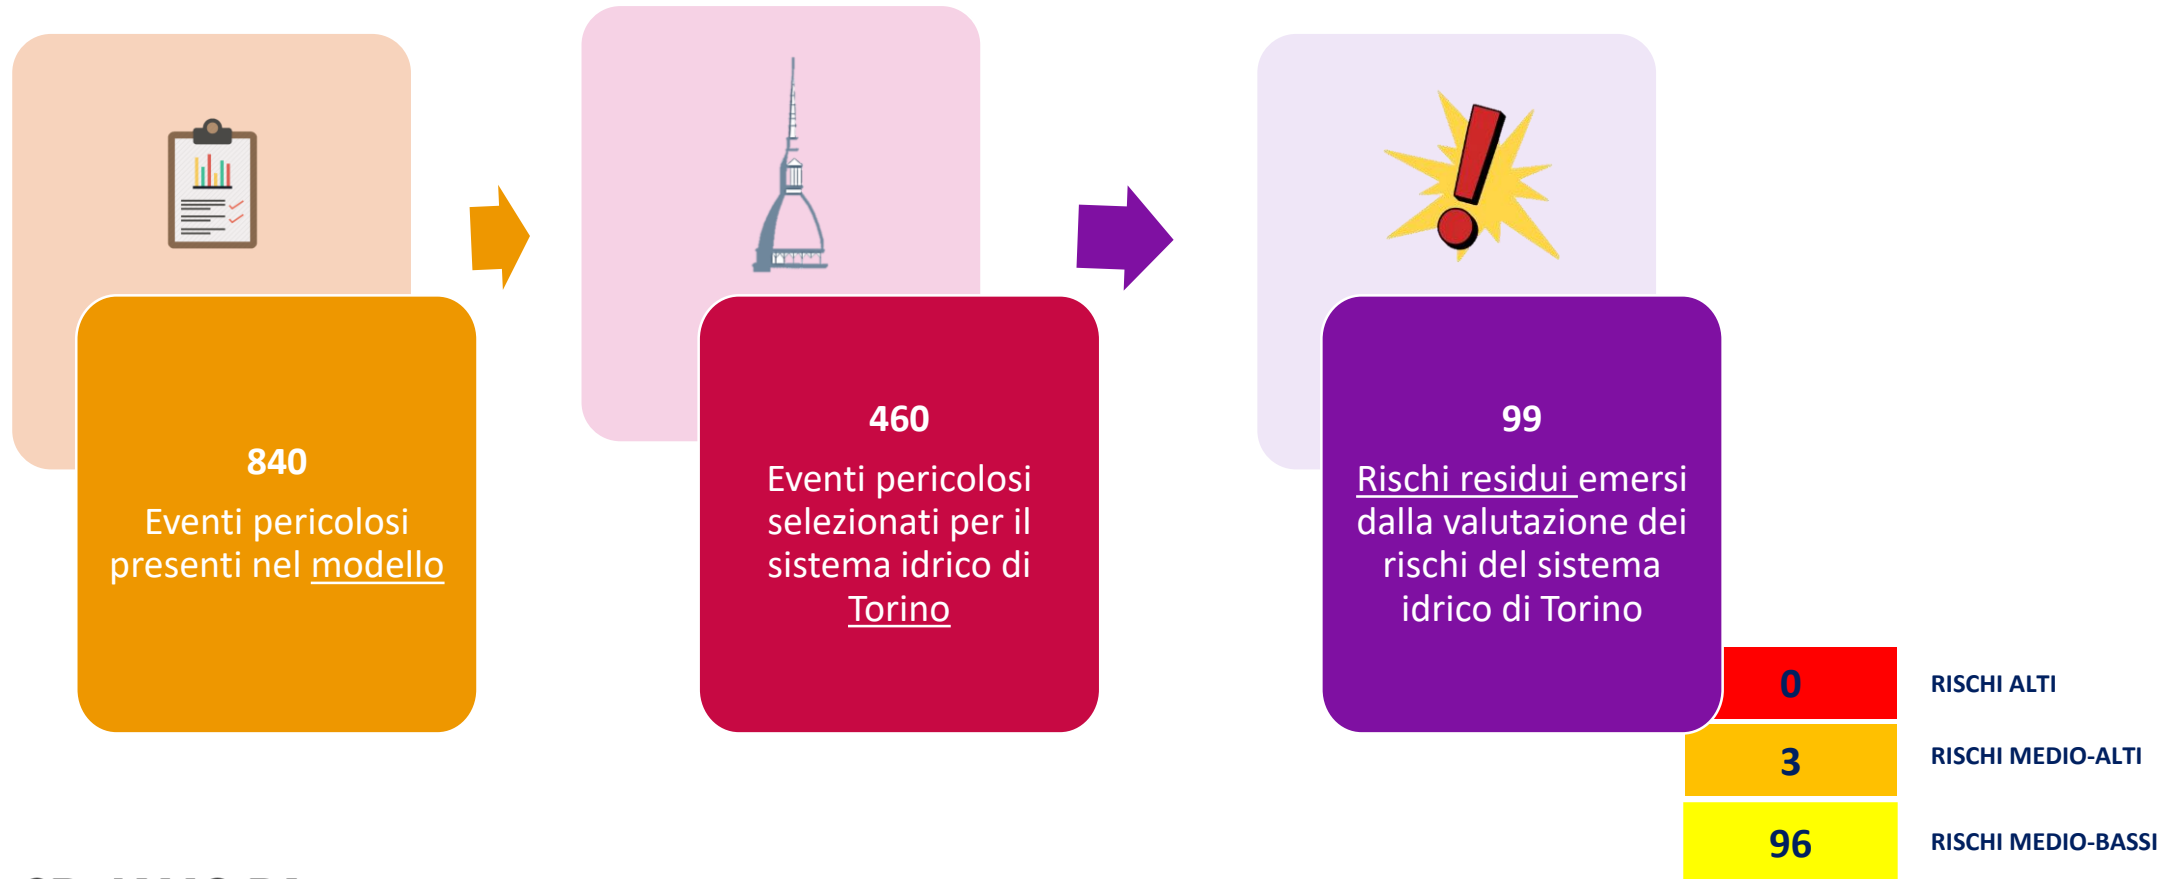 840
Eventi pericolosi
presenti nel modello
460
Eventi pericolosi
selezionati per il
sistema idrico di
Torino
99
Rischi residui emersi
dalla valutazione dei
rischi del sistema
idrico di Torino
0
RISCHI ALTI
3
RISCHI MEDIO-ALTI
96
RISCHI MEDIO-BASSI